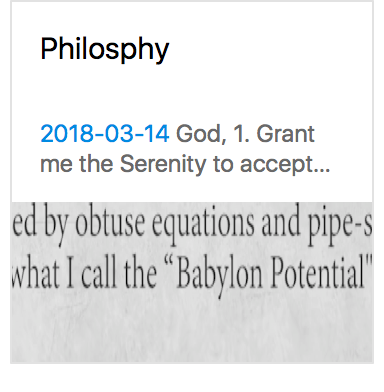 Philosphy
2018-03-14 God, 1. Grant
me the Serenity to accept...
ed by obtuse equations and pipe-s
what I call the “Babylon Potential"